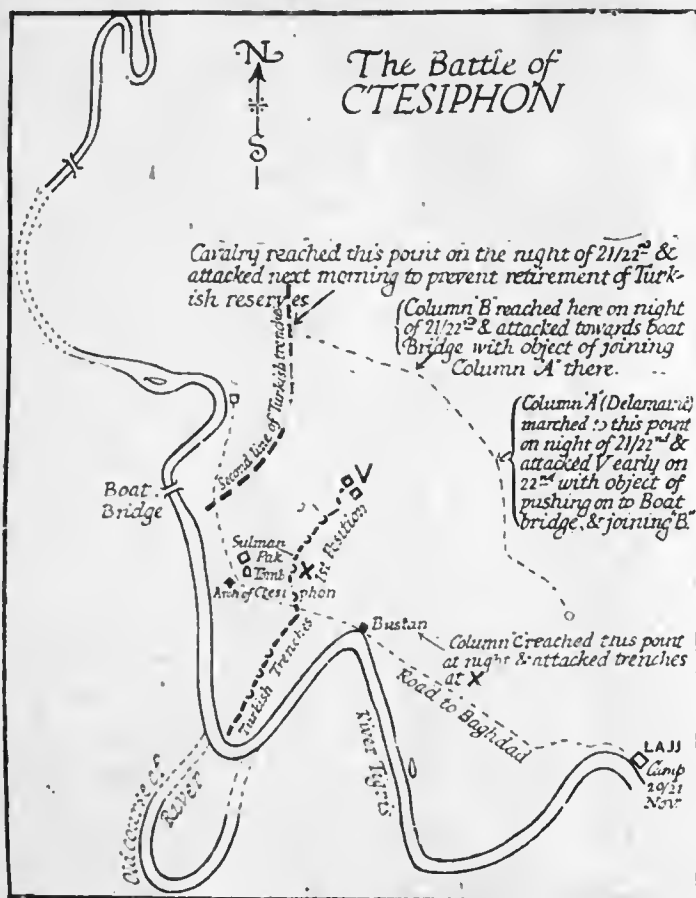 The Battle of
CTESIPHON
N
S
Cavalry reached this point on the night of 21/22nd &
attacked next morning to prevent retirement of Turk-
ish reserves
Column "B" reached here on night
of 21/22nd & attacked towards boat
Bridge with object of joining
Column "A" there.
Column "A" (Delamain)
marched to this point
on night of 21/22nd &
attacked V early on
22nd with object of
pushing on to Boat
bridge, & joining "B."
Second line of Turkish trenches
V
Boat
Bridge
1st Position
Sulman
Pak
Tomb
X
Arch of Ctesiphon
Bustan
Column C reached this point
at night & attacked trenches
at X
Turkish Trenches
Road to Baghdad
River Tigris
Old course of
River
LAJJ
Camp
20/21
Nov.